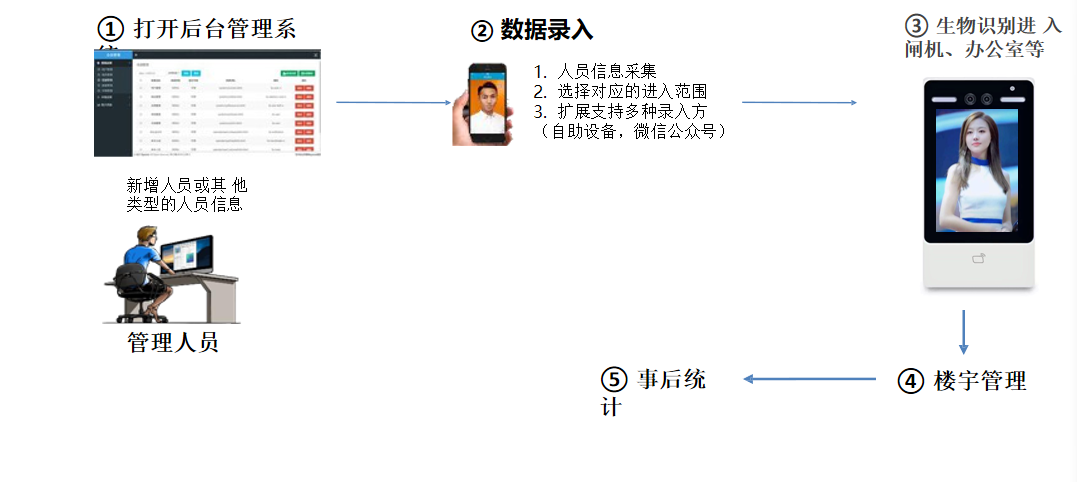 ① 打开后台管理系
统
新增人员或其 他
类型的人员信息
管理人员
② 数据录入
1. 人员信息采集
2. 选择对应的进入范围
3. 扩展支持多种录入方
（自助设备，微信公众号）
③ 生物识别进 入
闸机、办公室等
④ 楼宇管理
⑤ 事后统
计